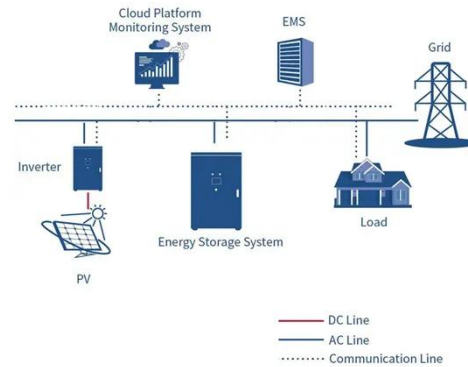 Cloud Platform
Monitoring System
EMS
Grid
Inverter
Energy Storage System
Load
PV
DC Line
AC Line
Communication Line